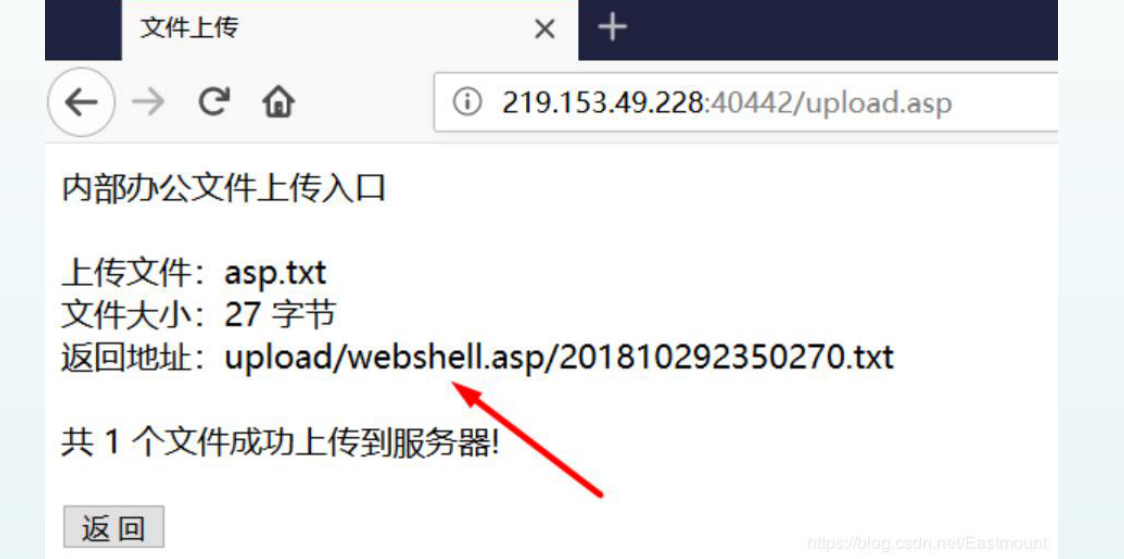 文件上传
219.153.49.228:40442/upload.asp
内部办公文件上传入口
上传文件：asp.txt
文件大小：27 字节
返回地址：upload/webshell.asp/201810292350270.txt
共 1 个文件成功上传到服务器!
返 回
https://blog.csdn.net/Eastmount